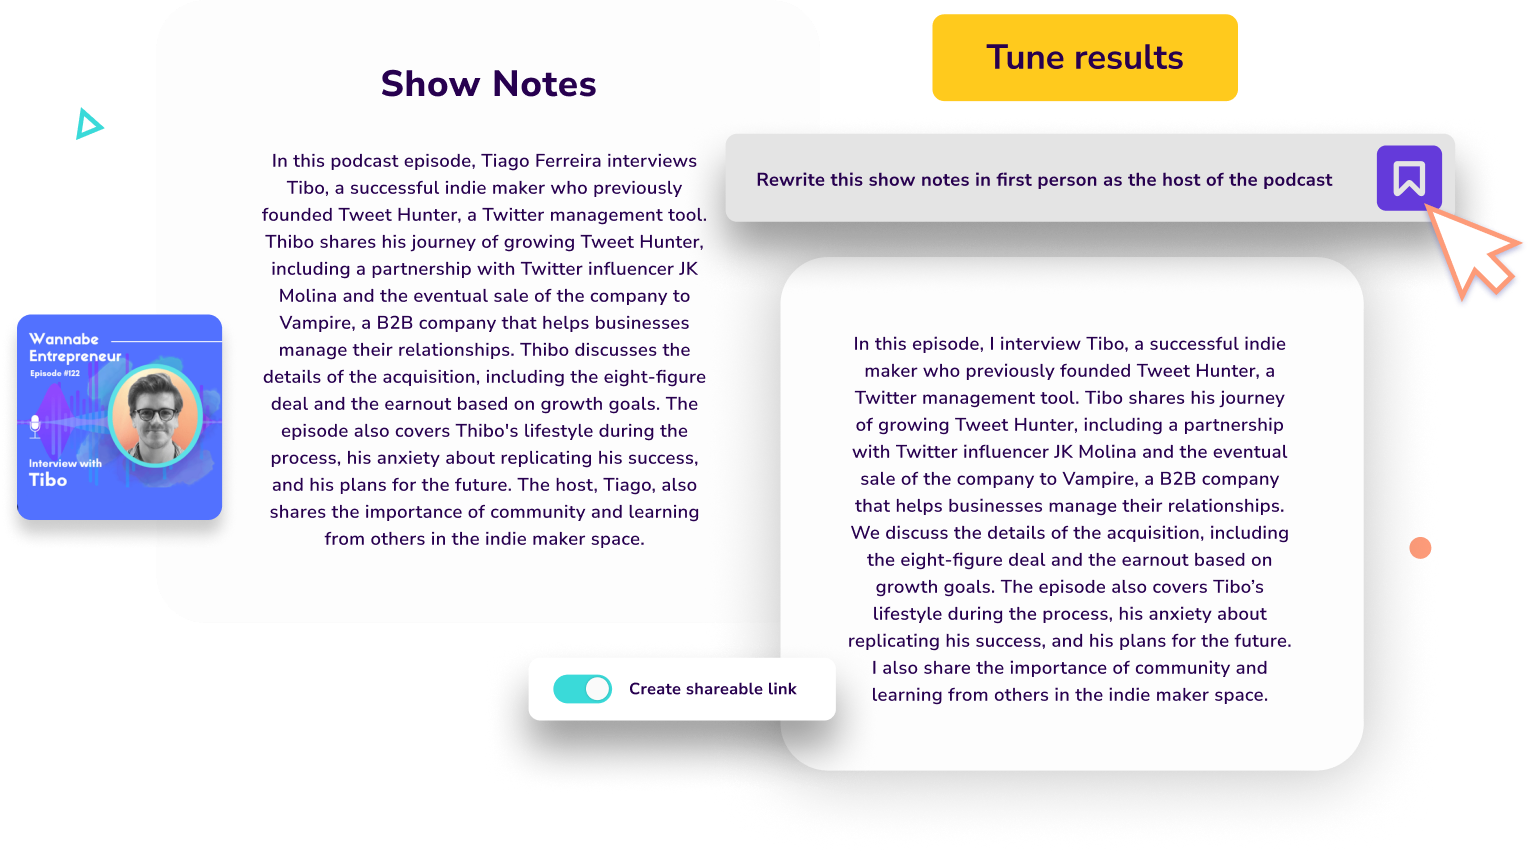 Show Notes
In this podcast episode, Tiago Ferreira interviews
Tibo, a successful indie maker who previously
founded Tweet Hunter, a Twitter management tool.
Thibo shares his journey of growing Tweet Hunter,
including a partnership with Twitter influencer JK
Molina and the eventual sale of the company to
Vampire, a B2B company that helps businesses
manage their relationships. Thibo discusses the
details of the acquisition, including the eight-figure
deal and the earnout based on growth goals. The
episode also covers Thibo's lifestyle during the
process, his anxiety about replicating his success,
and his plans for the future. The host, Tiago, also
shares the importance of community and learning
from others in the indie maker space.
Wannabe
Entrepreneur
Episode #122
Interview with
Tibo
Tune results
Rewrite this show notes in first person as the host of the podcast
In this episode, I interview Tibo, a successful indie
maker who previously founded Tweet Hunter, a
Twitter management tool. Tibo shares his journey
of growing Tweet Hunter, including a partnership
with Twitter influencer JK Molina and the eventual
sale of the company to Vampire, a B2B company
that helps businesses manage their relationships.
We discuss the details of the acquisition, including
the eight-figure deal and the earnout based on
growth goals. The episode also covers Tibo’s
lifestyle during the process, his anxiety about
replicating his success, and his plans for the future.
I also share the importance of community and
learning from others in the indie maker space.
Create shareable link